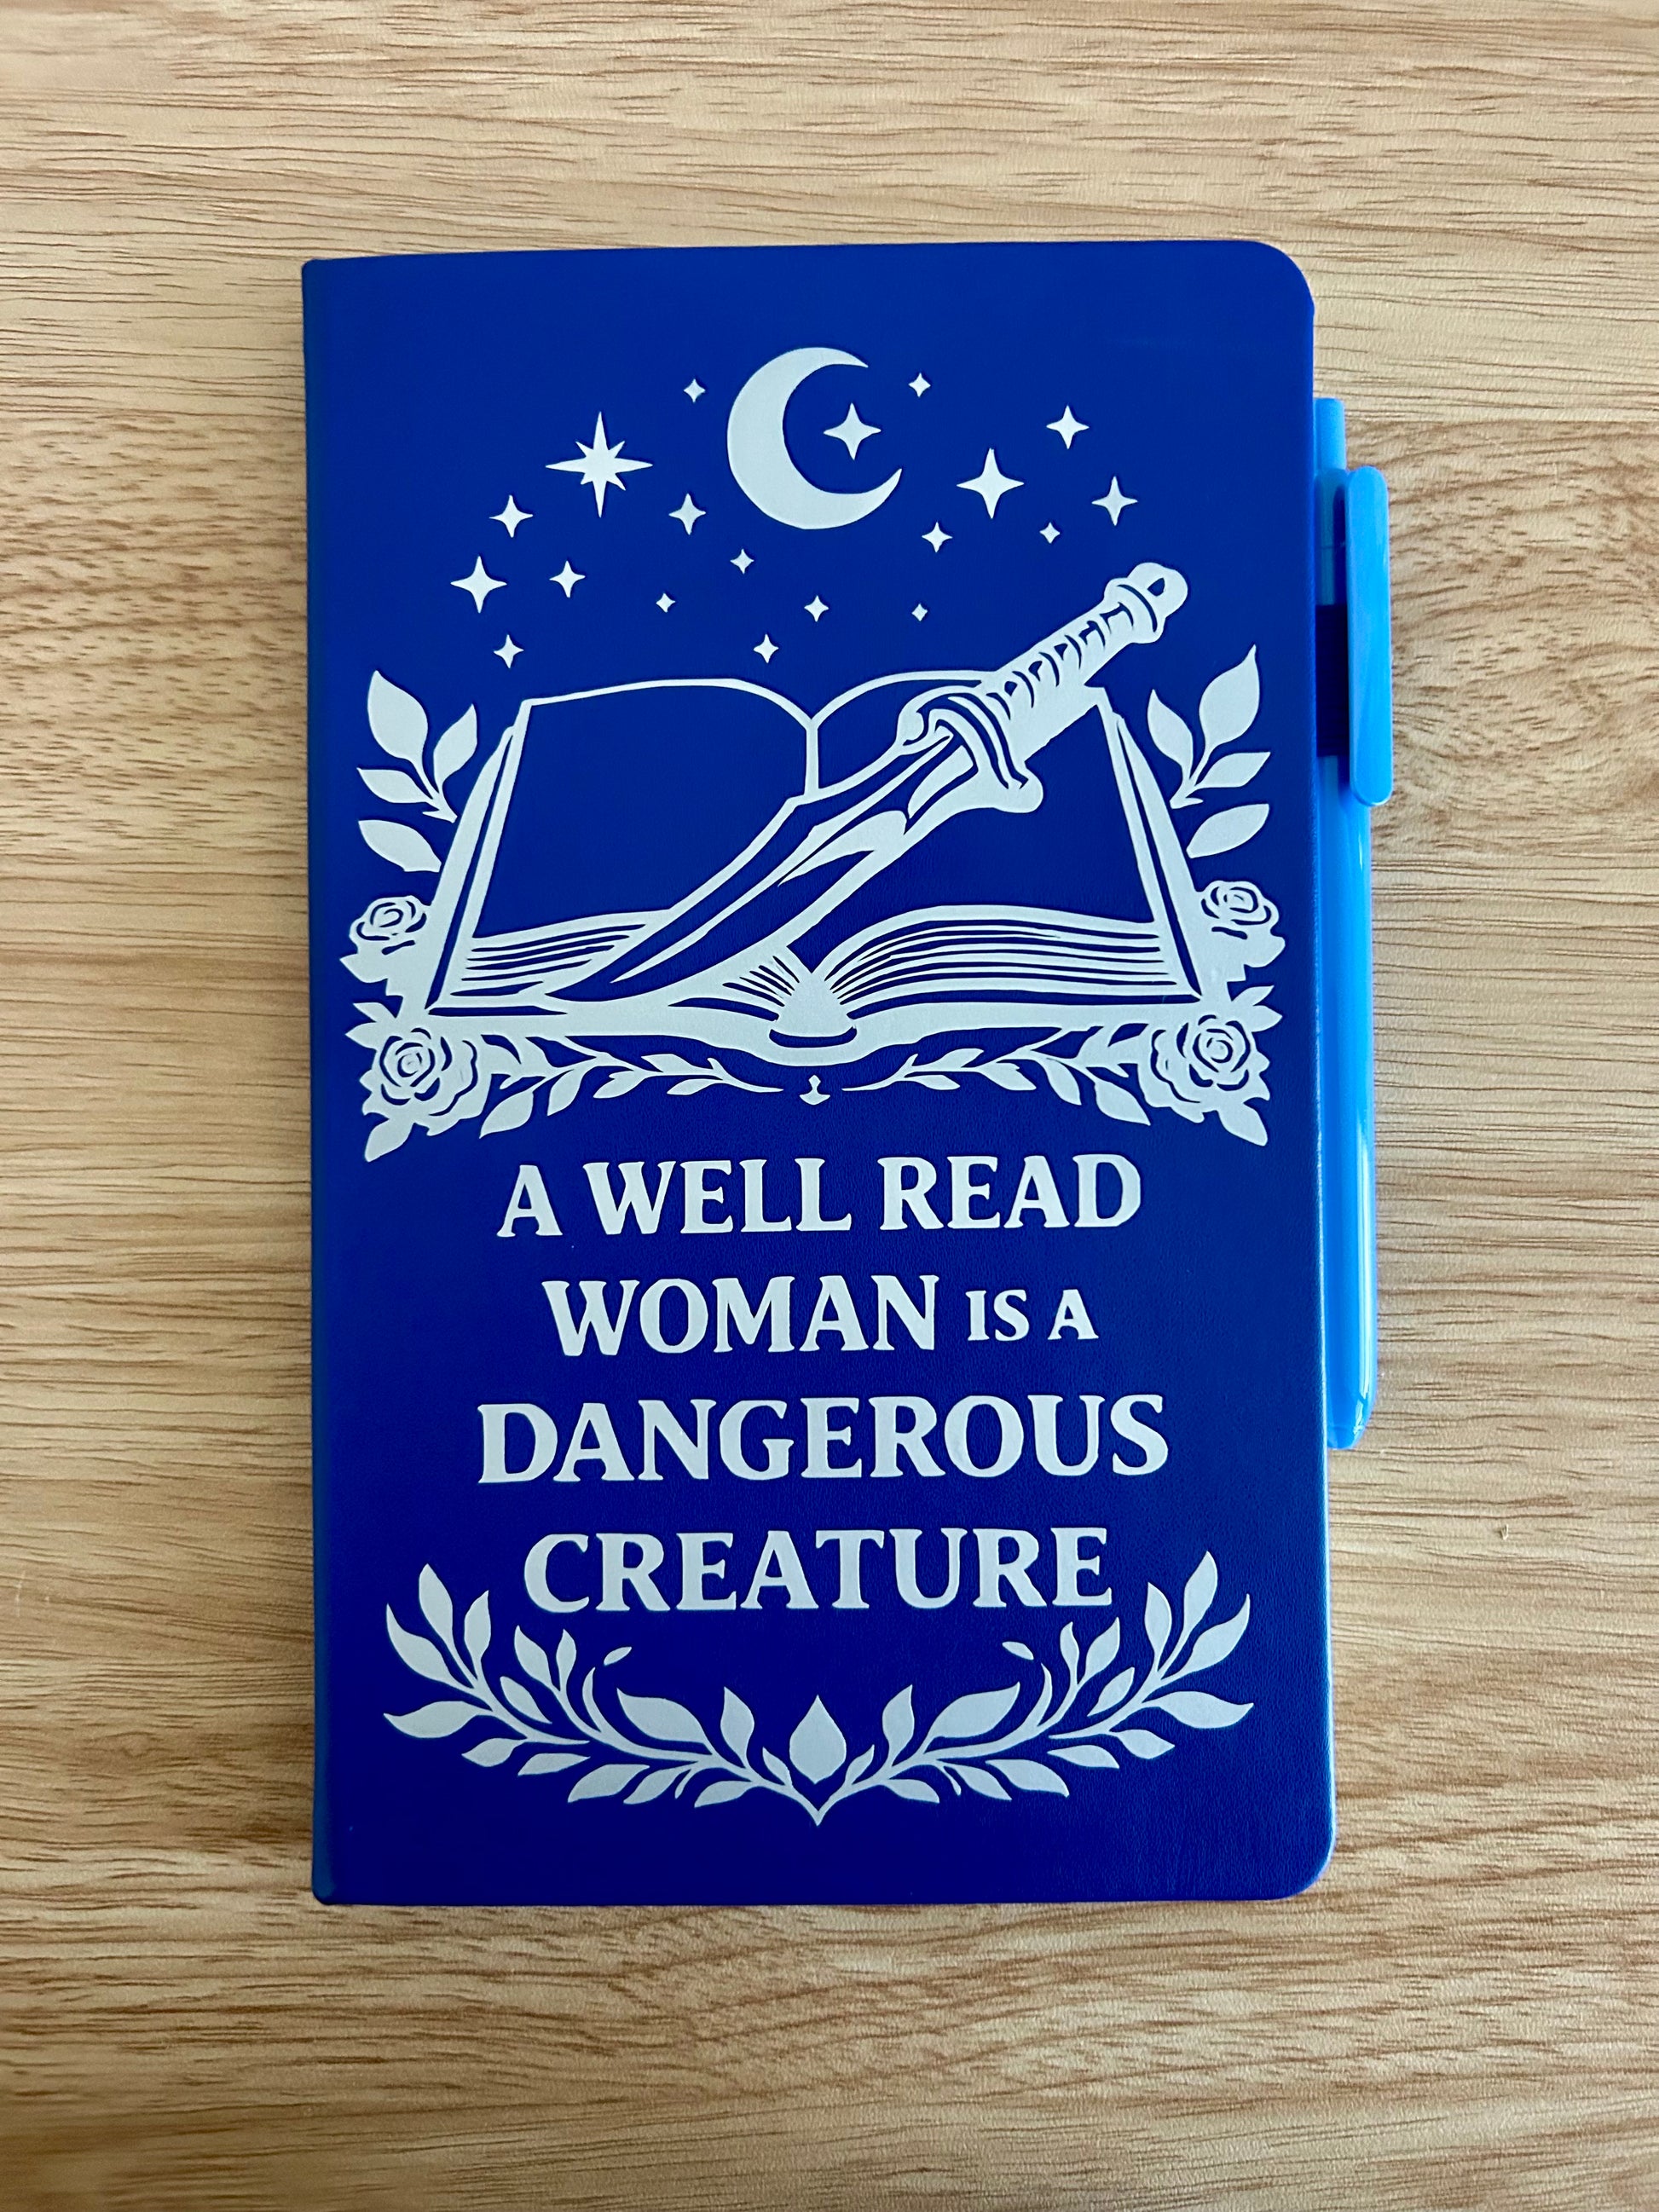 A WELL READ
WOMAN IS A
DANGEROUS
CREATURE